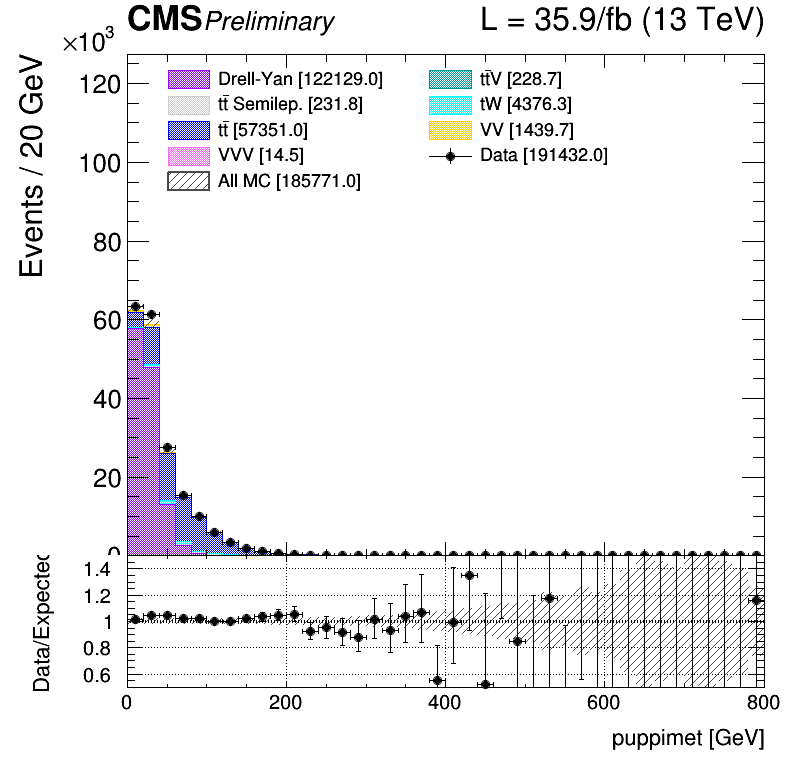 CMS Preliminary L = 35.9/fb (13 TeV)
×10³
Events / 20 GeV
120
100
80
60
40
20
0
Drell-Yan [122129.0]
tt̄ Semilep. [231.8]
tt̄ [57351.0]
VVV [14.5]
All MC [185771.0]
tt̄V [228.7]
tW [4376.3]
VV [1439.7]
Data [191432.0]
Data/Expected
1.4
1.2
1
0.8
0.6
0 200 400 600 800
puppimet [GeV]